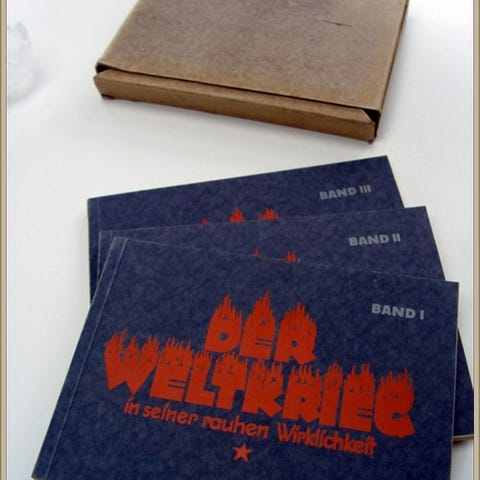 BAND III
BAND II
BAND I
DER
WELTKRIEG
in seiner rauhen Wirklichkeit